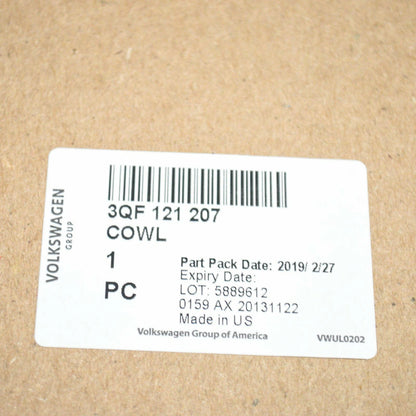 VOLKSWAGEN
GROUP
3QF 121 207
COWL
1
PC
Part Pack Date: 2019/ 2/27
Expiry Date:
LOT: 5889612
0159 AX 20131122
Made in US
Volkswagen Group of America
VWUL0202